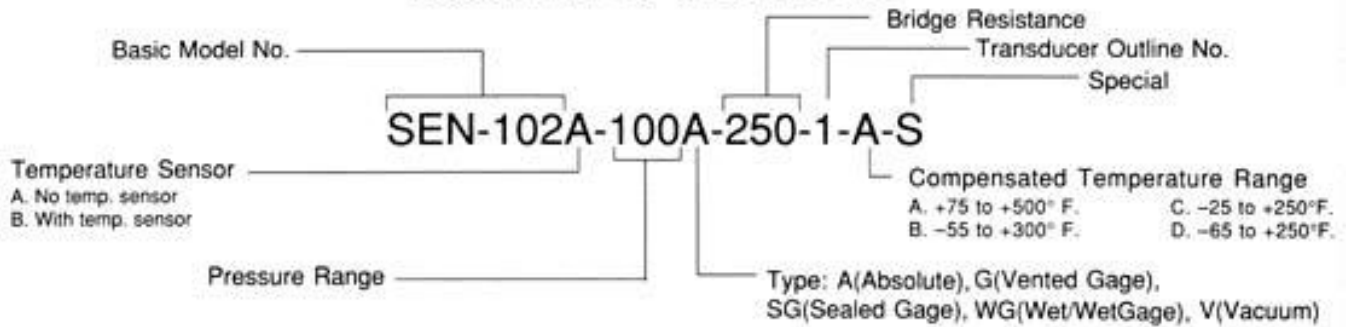 Bridge Resistance
Basic Model No.
Transducer Outline No.
Special
SEN-102A-100A-250-1-A-S
Temperature Sensor
A. No temp. sensor
B. With temp. sensor
Compensated Temperature Range
A. +75 to +500° F. C. –25 to +250°F.
B. –55 to +300° F. D. –65 to +250°F.
Pressure Range
Type: A(Absolute), G(Vented Gage),
SG(Sealed Gage), WG(Wet/WetGage), V(Vacuum)